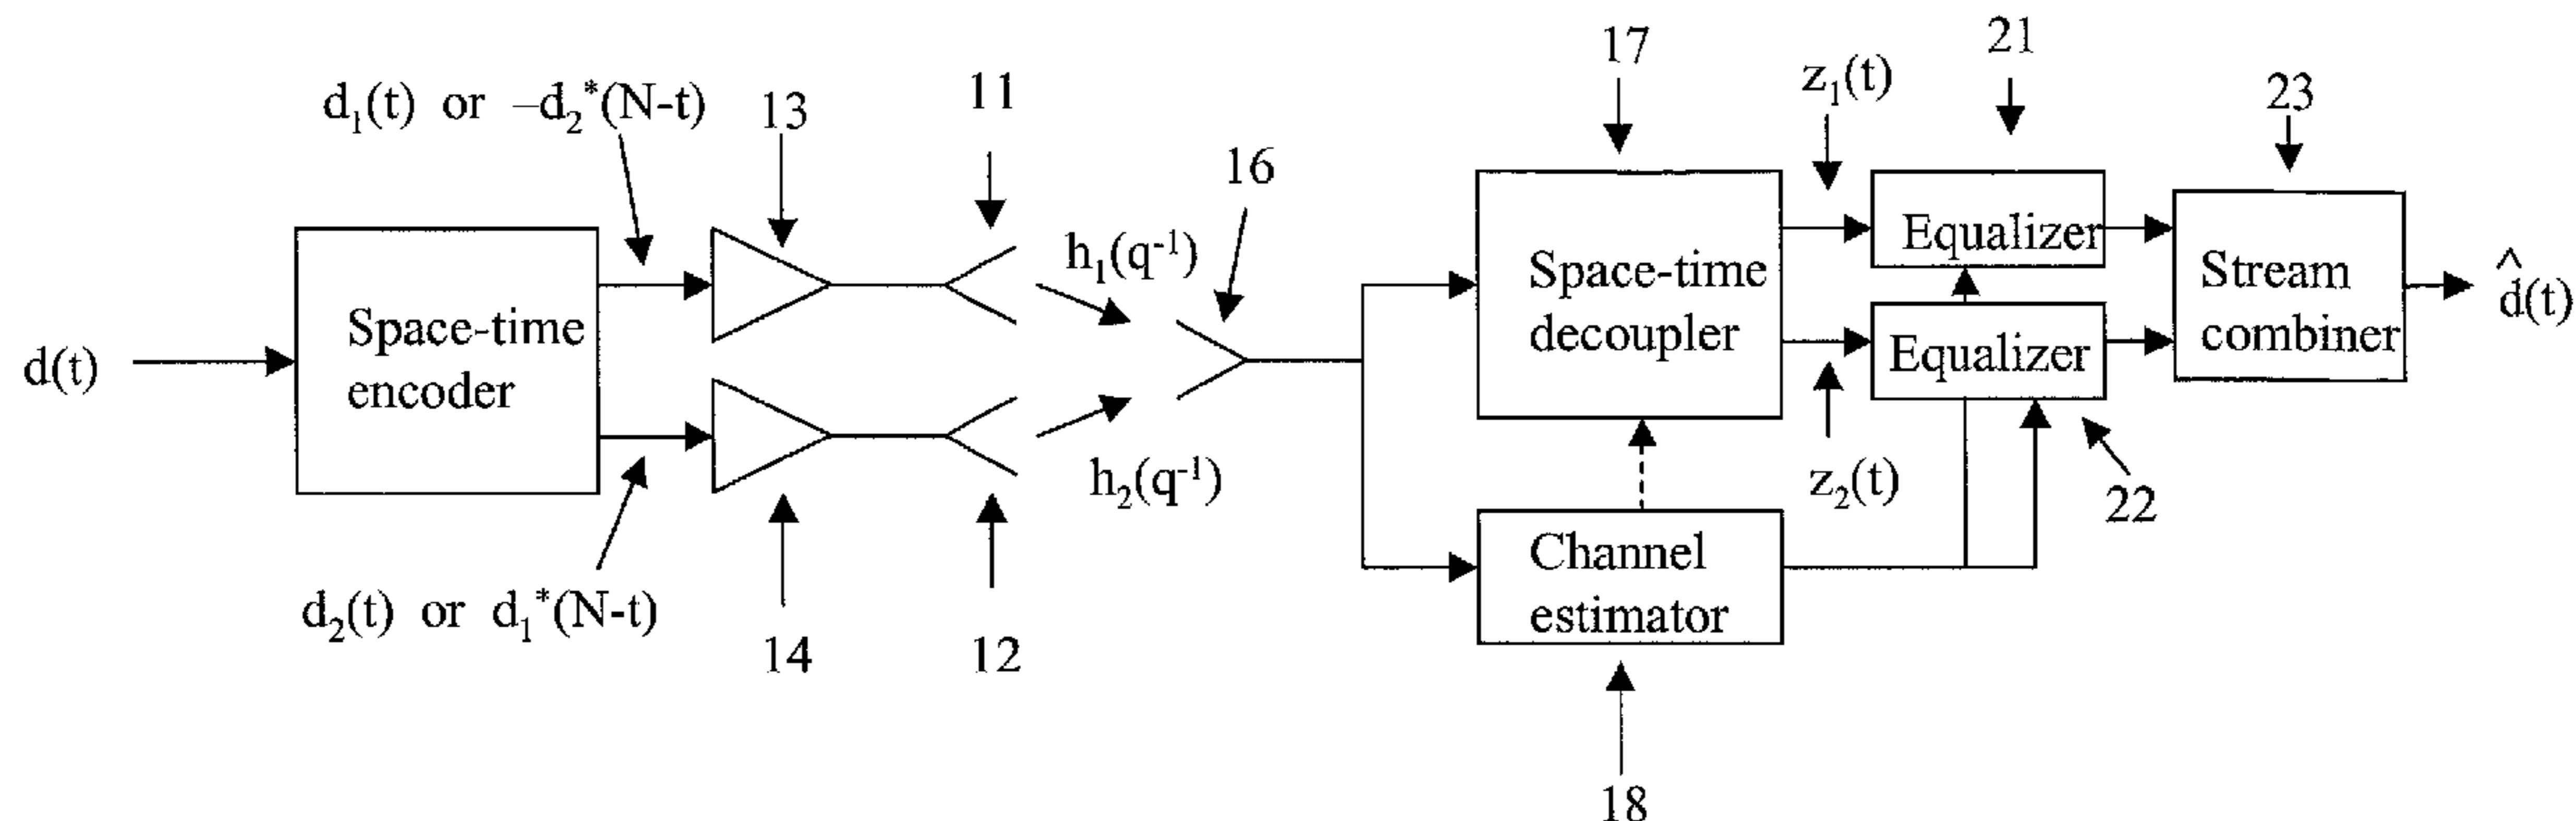 d(t)
Space-time
encoder
d₁(t) or –d₂*(N-t)
d₂(t) or d₁*(N-t)
13
14
11
12
h₁(q⁻¹)
h₂(q⁻¹)
16
17
Space-time
decoupler
Channel
estimator
18
z₁(t)
z₂(t)
21
Equalizer
Equalizer
22
23
Stream
combiner
d̂(t)